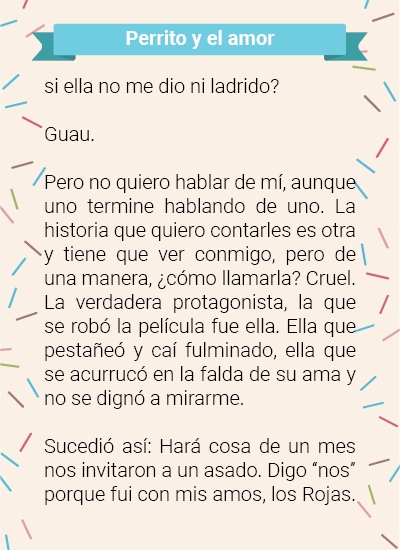 Perrito y el amor
si ella no me dio ni ladrido?
Guau.
Pero no quiero hablar de mí, aunque
uno termine hablando de uno. La
historia que quiero contarles es otra
y tiene que ver conmigo, pero de
una manera, ¿cómo llamarla? Cruel.
La verdadera protagonista, la que
se robó la película fue ella. Ella que
pestañeó y caí fulminado, ella que
se acurrucó en la falda de su ama y
no se dignó a mirarme.
Sucedió así: Hará cosa de un mes
nos invitaron a un asado. Digo “nos”
porque fui con mis amos, los Rojas.